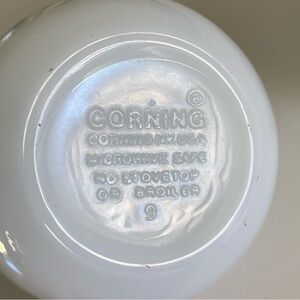 CORNING®
CORNING NY USA
MICROWAVE SAFE
NO STOVETOP
OR BROILER
9